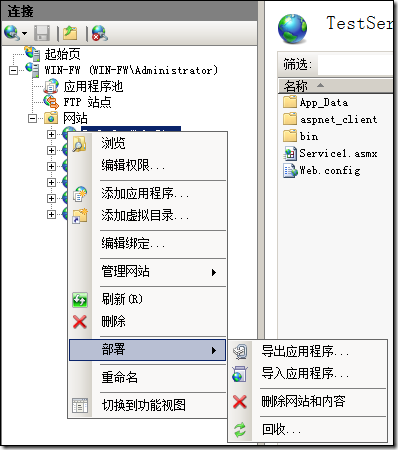 连接
起始页
WIN-FW (WIN-FW\Administrator)
应用程序池
FTP 站点
网站
浏览
编辑权限...
添加应用程序...
添加虚拟目录...
编辑绑定...
管理网站
刷新(R)
删除
部署
重命名
切换到功能视图
导出应用程序...
导入应用程序...
删除网站和内容
回收...
TestSer
筛选:
名称
App_Data
aspnet_client
bin
Service1.asmx
Web.config